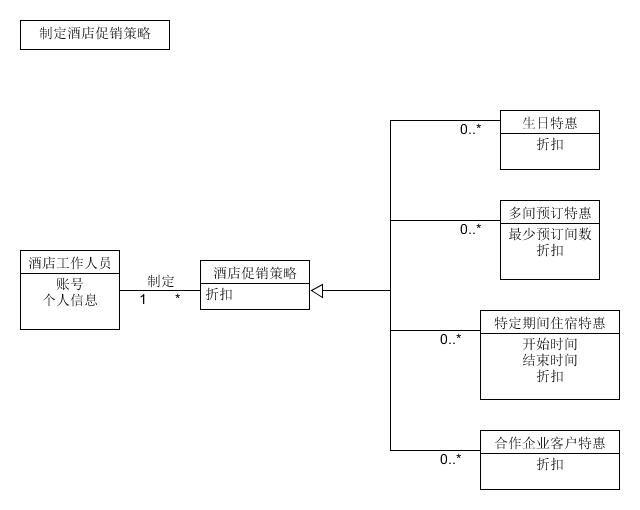 制定酒店促销策略
生日特惠
0..*
折扣
多间预订特惠
0..*
最少预订间数
折扣
酒店工作人员
账号
个人信息
制定
1
*
酒店促销策略
折扣
特定期间住宿特惠
0..*
开始时间
结束时间
折扣
合作企业客户特惠
0..*
折扣